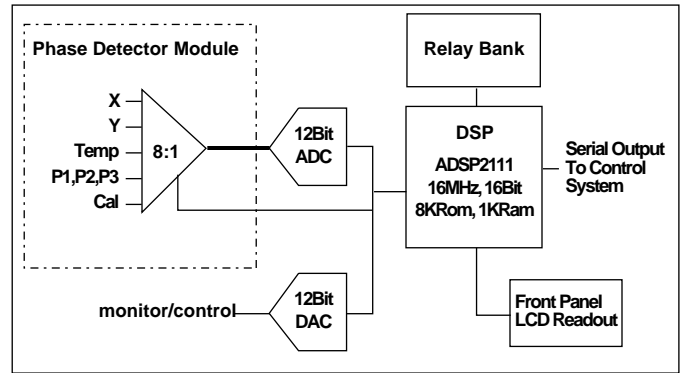 Phase Detector Module
X
Y
Temp
P1,P2,P3
Cal
8:1
12Bit
ADC
Relay Bank
DSP
ADSP2111
16MHz, 16Bit
8KRom, 1KRam
Serial Output
To Control
System
monitor/control
12Bit
DAC
Front Panel
LCD Readout